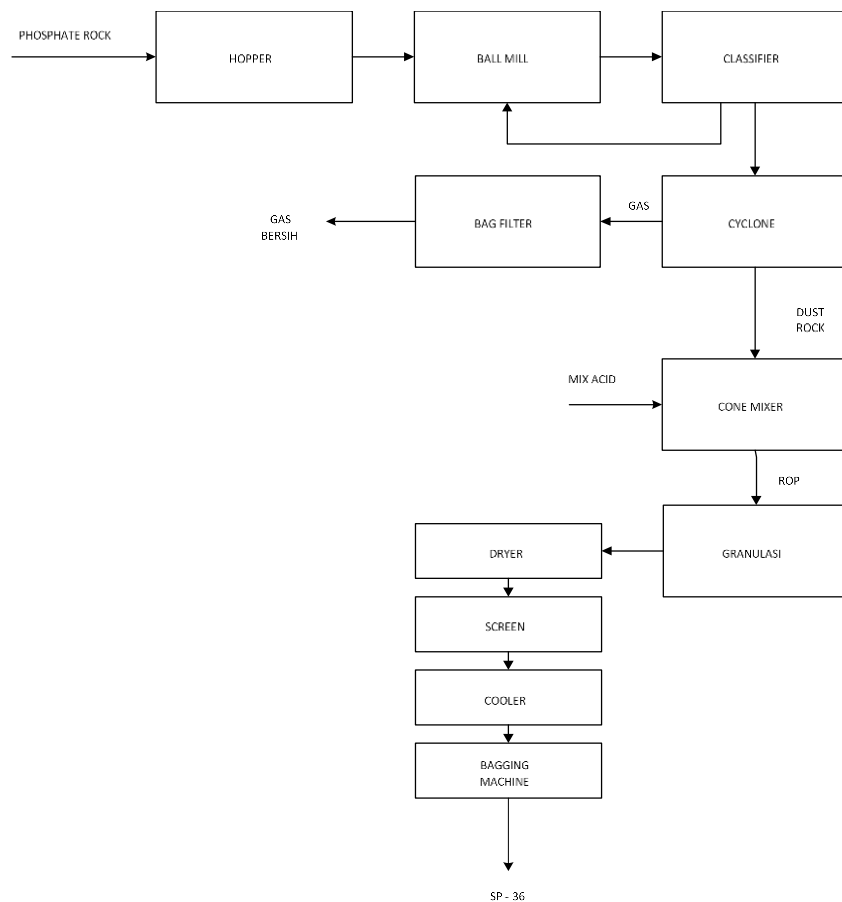 PHOSPHATE ROCK
HOPPER
BALL MILL
CLASSIFIER
GAS
BERSIH
BAG FILTER
GAS
CYCLONE
DUST
ROCK
MIX ACID
CONE MIXER
ROP
DRYER
GRANULASI
SCREEN
COOLER
BAGGING
MACHINE
SP - 36